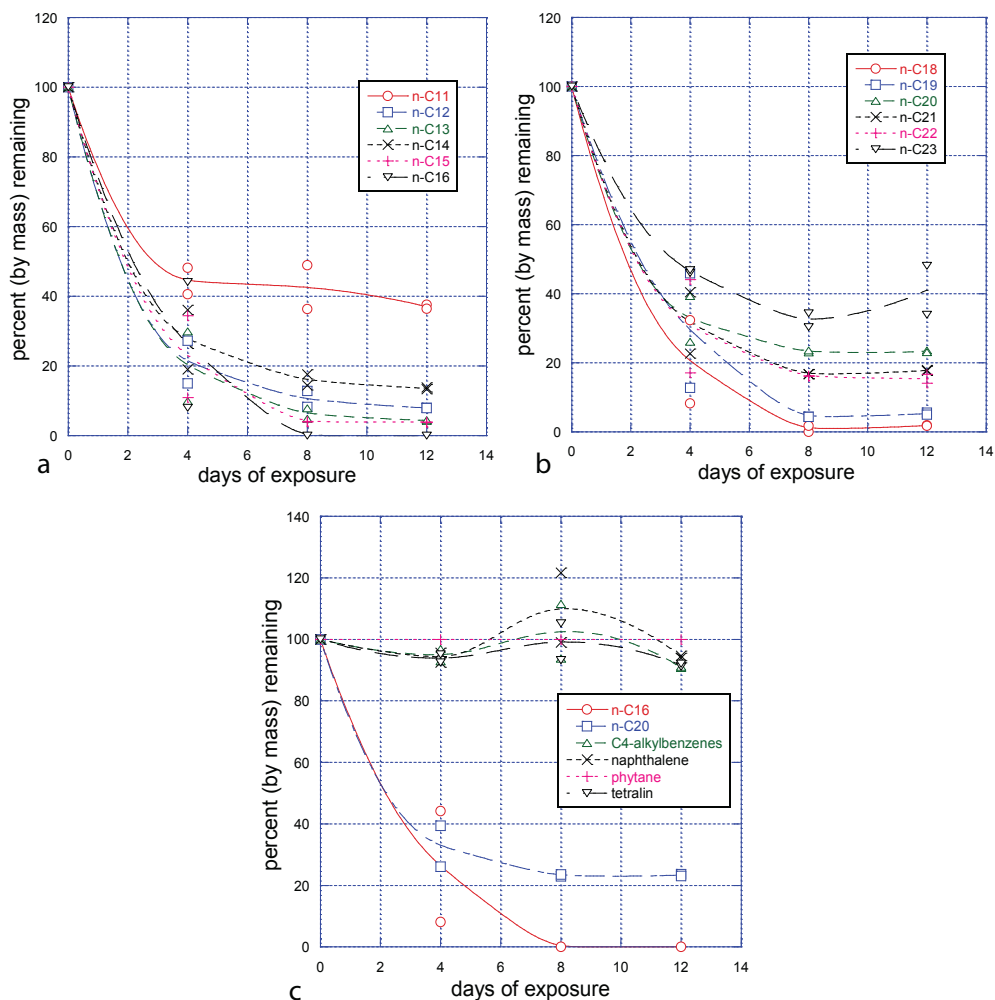 120
100
80
60
40
20
0
percent (by mass) remaining
n-C11
n-C12
n-C13
n-C14
n-C15
n-C16
0 2 4 6 8 10 12 14
days of exposure
a
120
100
80
60
40
20
0
percent (by mass) remaining
n-C18
n-C19
n-C20
n-C21
n-C22
n-C23
0 2 4 6 8 10 12 14
days of exposure
b
140
120
100
80
60
40
20
0
percent (by mass) remaining
n-C16
n-C20
C4-alkylbenzenes
naphthalene
phytane
tetralin
0 2 4 6 8 10 12 14
days of exposure
c